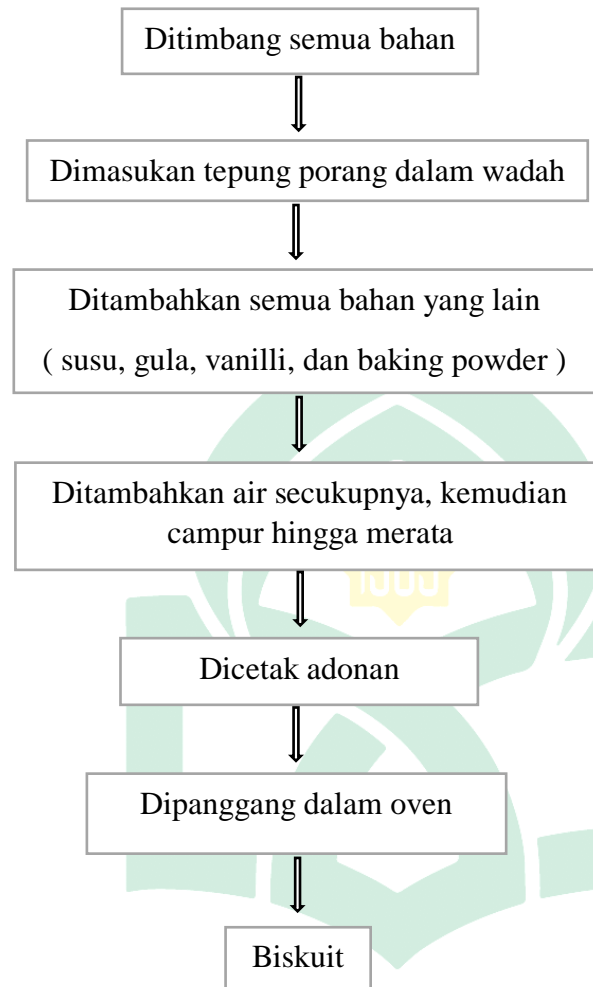 Ditimbang semua bahan
Dimasukan tepung porang dalam wadah
Ditambahkan semua bahan yang lain
( susu, gula, vanilli, dan baking powder )
Ditambahkan air secukupnya, kemudian
campur hingga merata
Dicetak adonan
Dipanggang dalam oven
Biskuit